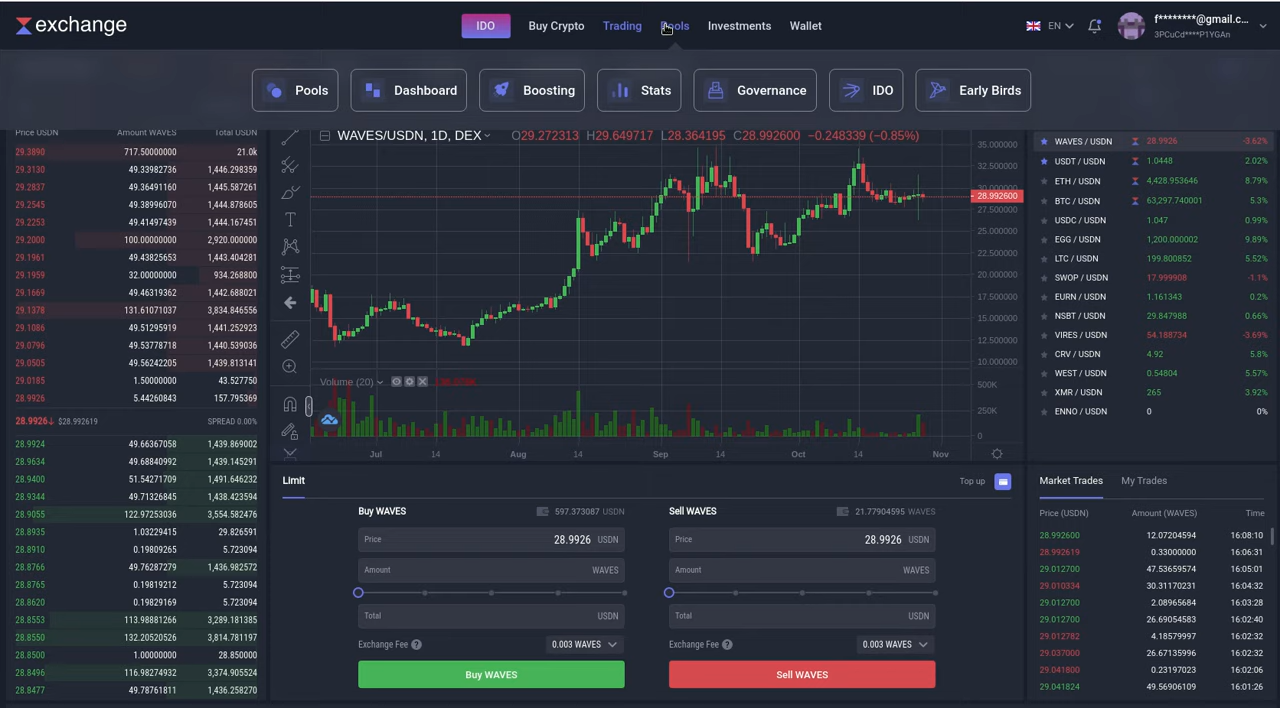 exchange
IDO Buy Crypto Trading Pools Investments Wallet
EN
f********@gmail.c...
3PCuCd****P1YGAn
Pools Dashboard Boosting Stats Governance IDO Early Birds
Price USDN Amount WAVES Total USDN
29.3890 717.50000000 21.0k
29.3130 49.33982736 1,446.298359
29.2837 49.36491160 1,445.587261
29.2545 49.38996070 1,444.878605
29.2253 49.41497439 1,444.167451
29.2000 100.00000000 2,920.000000
29.1961 49.43825653 1,443.404281
29.1959 32.00000000 934.268800
29.1669 49.46319362 1,442.688021
29.1378 131.61071037 3,834.846556
29.1086 49.51295919 1,441.252923
29.0796 49.53778718 1,440.539036
29.0505 49.56242205 1,439.813141
29.0185 1.50000000 43.527750
28.9926 5.44260843 157.795369
28.9926↓ $28.992619 SPREAD 0.00%
28.9924 49.66367058 1,439.869002
28.9634 49.68840992 1,439.145291
28.9400 51.54271709 1,491.646232
28.9344 49.71326845 1,438.423594
28.9055 122.97253036 3,554.582476
28.8935 1.03229415 29.826591
28.8910 0.19809265 5.723094
28.8766 49.76287279 1,436.982572
28.8765 0.19819212 5.723094
28.8620 0.19829169 5.723094
28.8553 113.98881266 3,289.181385
28.8550 132.20520526 3,814.781197
28.8500 1.00000000 28.850000
28.8496 116.98274932 3,374.905524
28.8477 49.78761811 1,436.258270
WAVES/USDN, 1D, DEX O29.272313 H29.649717 L28.364195 C28.992600 −0.248339 (−0.85%)
35.000000
32.500000
30.000000
28.992600
27.500000
25.000000
22.500000
20.000000
17.500000
15.000000
12.500000
10.000000
Volume (20)
500K
250K
0
Jul 14 Aug 14 Sep 14 Oct 14 Nov
WAVES / USDN 28.9926 -3.62%
USDT / USDN 1.0448 2.02%
ETH / USDN 4,428.953646 8.79%
BTC / USDN 63,297.740001 5.3%
USDC / USDN 1.047 0.99%
EGG / USDN 1,200.000002 9.89%
LTC / USDN 199.800852 5.52%
SWOP / USDN 17.999908 -1.1%
EURN / USDN 1.161343 0.2%
NSBT / USDN 29.847988 0.66%
VIRES / USDN 54.188734 -3.69%
CRV / USDN 4.92 5.8%
WEST / USDN 0.54804 5.57%
XMR / USDN 265 3.92%
ENNO / USDN 0 0%
Limit Top up
Buy WAVES 597.373087 USDN
Price 28.9926 USDN
Amount WAVES
Total USDN
Exchange Fee ? 0.003 WAVES
Buy WAVES
Sell WAVES 21.77904595 WAVES
Price 28.9926 USDN
Amount WAVES
Total USDN
Exchange Fee ? 0.003 WAVES
Sell WAVES
Market Trades My Trades
Price (USDN) Amount (WAVES) Time
28.992600 12.07204594 16:08:10
28.992619 0.33000000 16:06:31
29.012700 47.53659574 16:05:01
29.010334 30.31170231 16:04:32
29.012700 2.08965684 16:03:28
29.012700 26.69054583 16:02:40
29.012782 4.18579997 16:02:32
29.037000 26.67135996 16:02:32
29.041800 0.23197023 16:02:06
29.041824 49.56906109 16:01:26